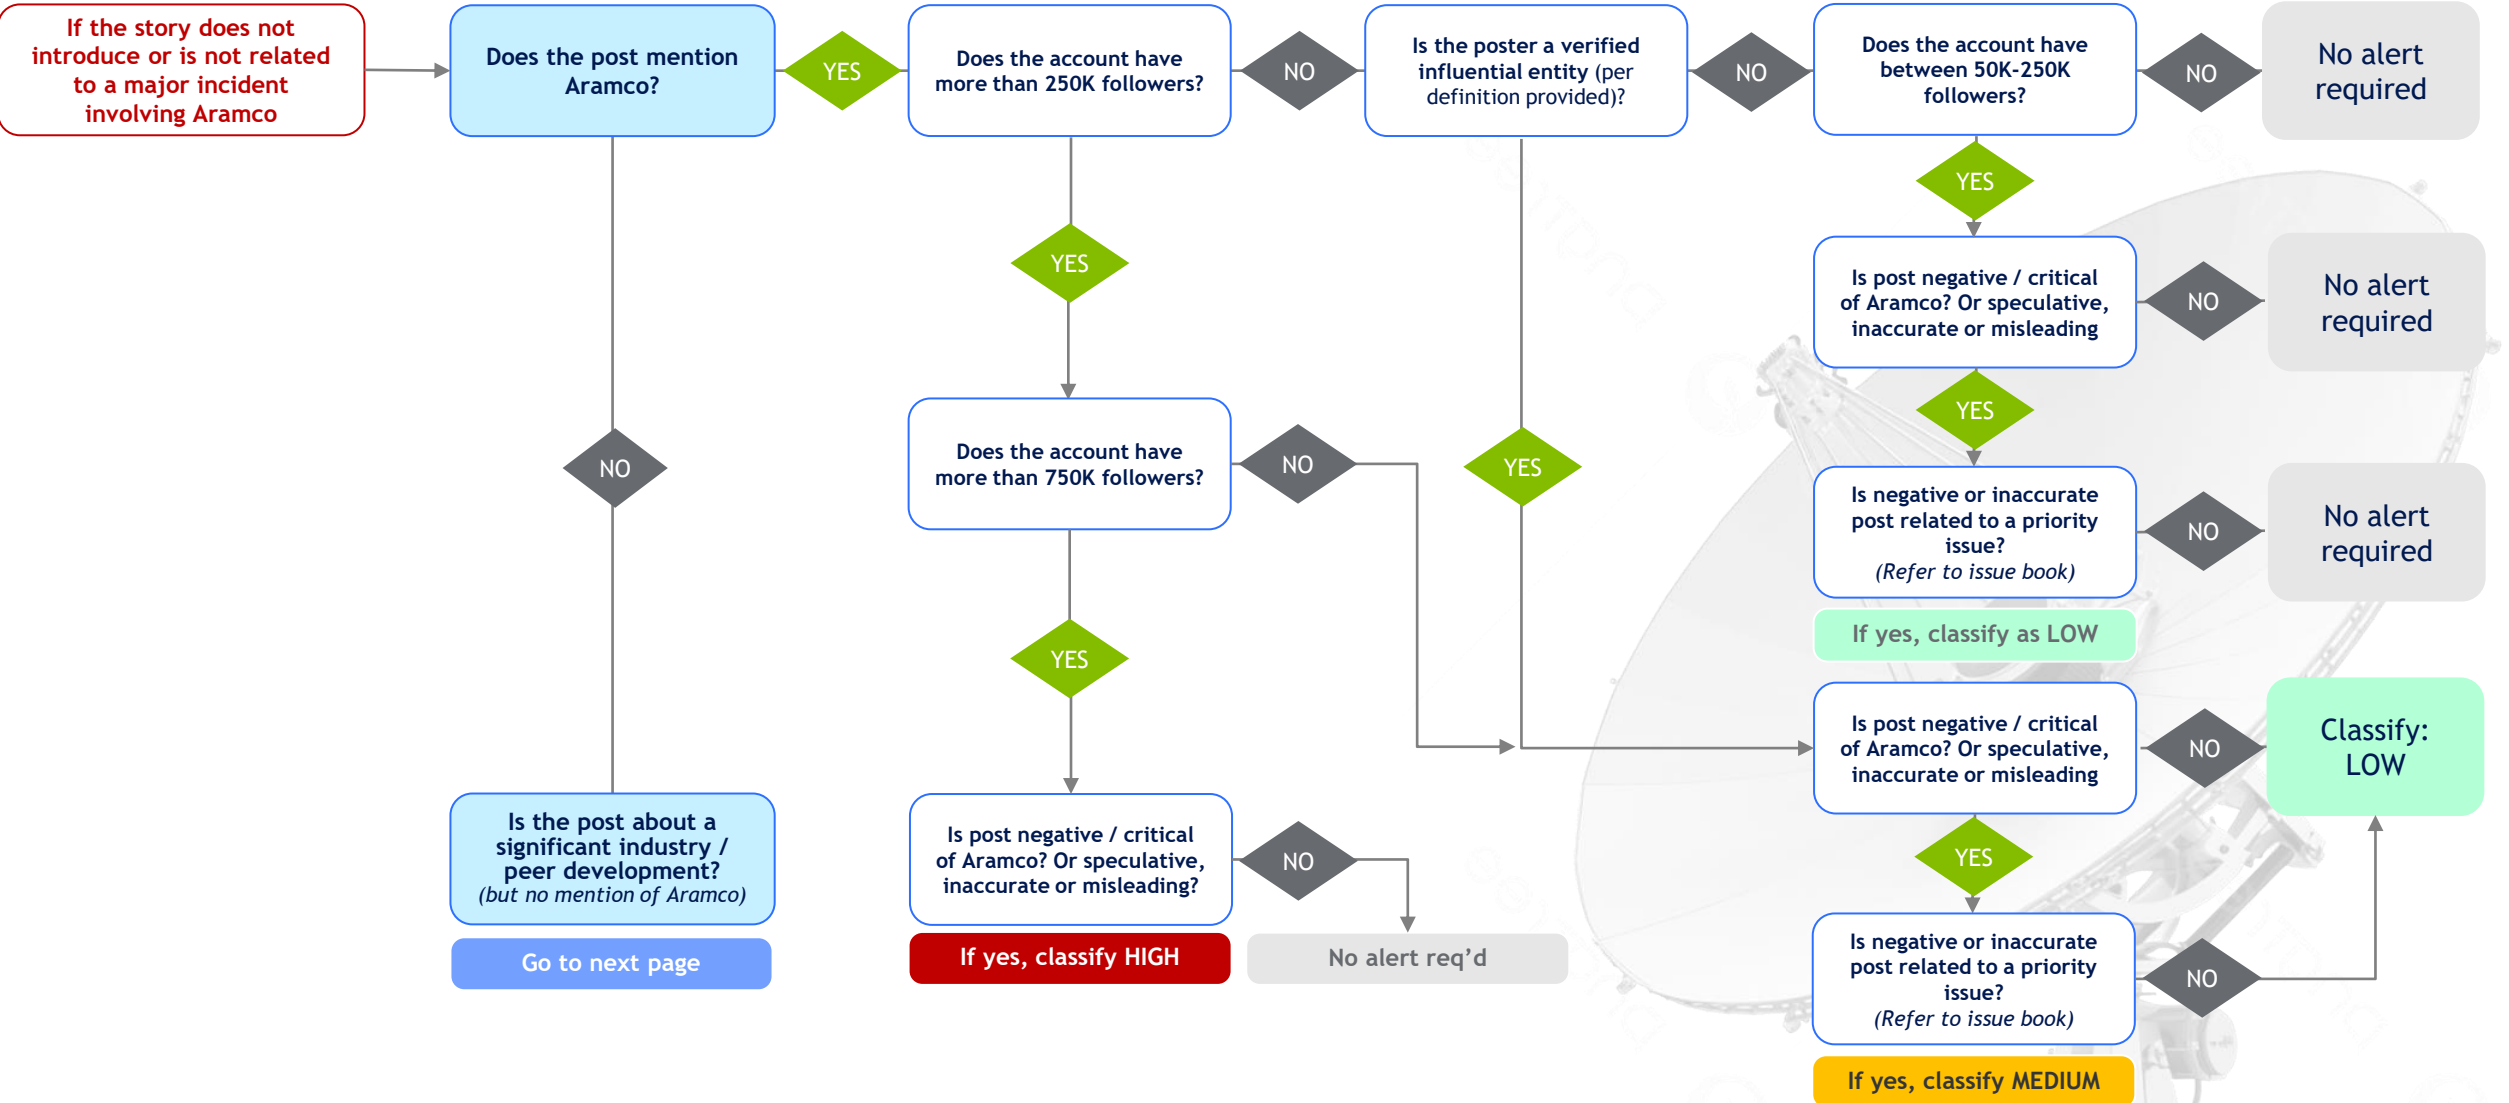 If the story does not
introduce or is not related
to a major incident
involving Aramco
Does the post mention
Aramco?
YES
Does the account have
more than 250K followers?
NO
Is the poster a verified
influential entity (per
definition provided)?
NO
Does the account have
between 50K-250K
followers?
NO
No alert
required
YES
Is post negative / critical
of Aramco? Or speculative,
inaccurate or misleading
NO
No alert
required
YES
YES
Does the account have
more than 750K followers?
NO
NO
YES
Is negative or inaccurate
post related to a priority
issue?
(Refer to issue book)
NO
No alert
required
If yes, classify as LOW
YES
Is post negative / critical
of Aramco? Or speculative,
inaccurate or misleading
NO
Classify:
LOW
Is the post about a
significant industry /
peer development?
(but no mention of Aramco)
Go to next page
Is post negative / critical
of Aramco? Or speculative,
inaccurate or misleading?
NO
If yes, classify HIGH
No alert req’d
YES
Is negative or inaccurate
post related to a priority
issue?
(Refer to issue book)
NO
If yes, classify MEDIUM